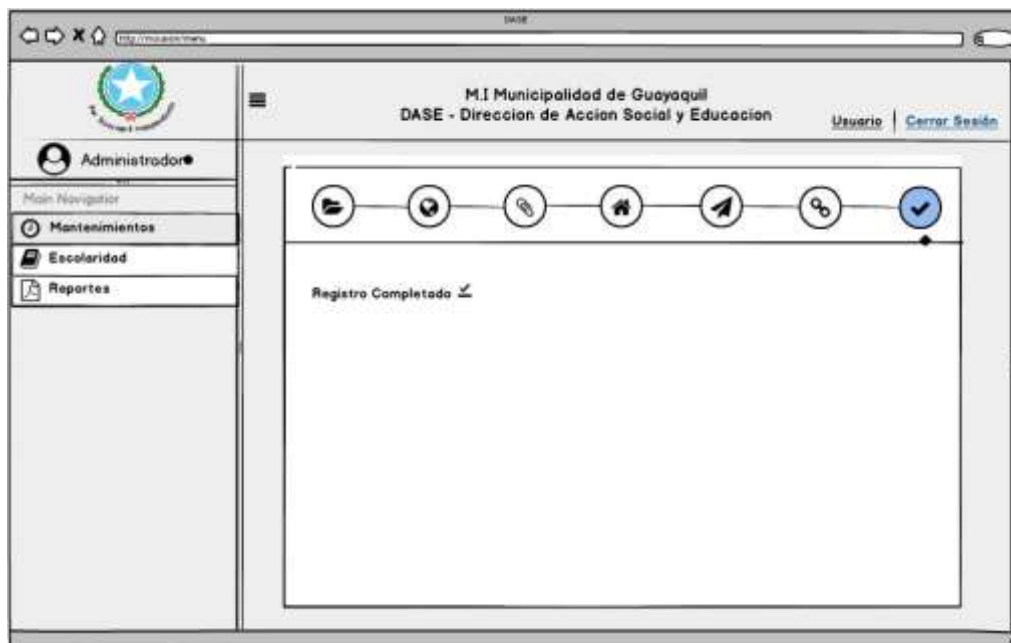 DASE
M.I Municipalidad de Guayaquil
DASE - Direccion de Accion Social y Educacion
Usuario
Cerrar Sesión
Administrador
Main Navigatior
Mantenimientos
Escolaridad
Reportes
Registro Completado